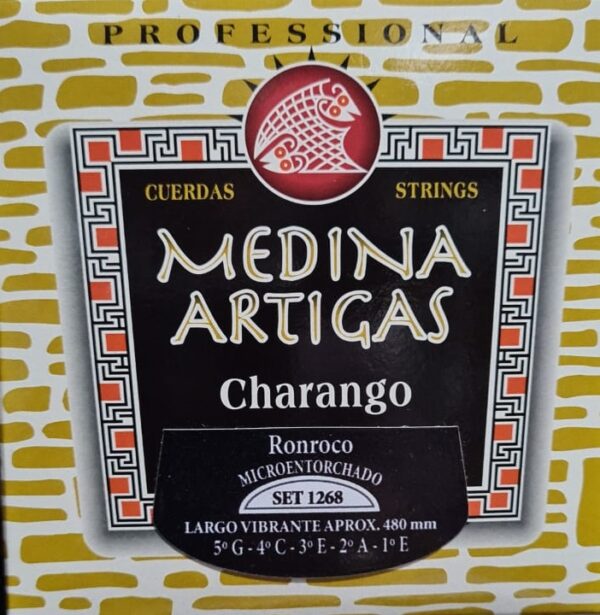 PROFESSIONAL
CUERDAS
STRINGS
MEDINA
ARTIGAS
Charango
Ronroco
MICROENTORCHADO
SET 1268
LARGO VIBRANTE APROX. 480 mm
5º G - 4º C - 3º E - 2º A - 1º E